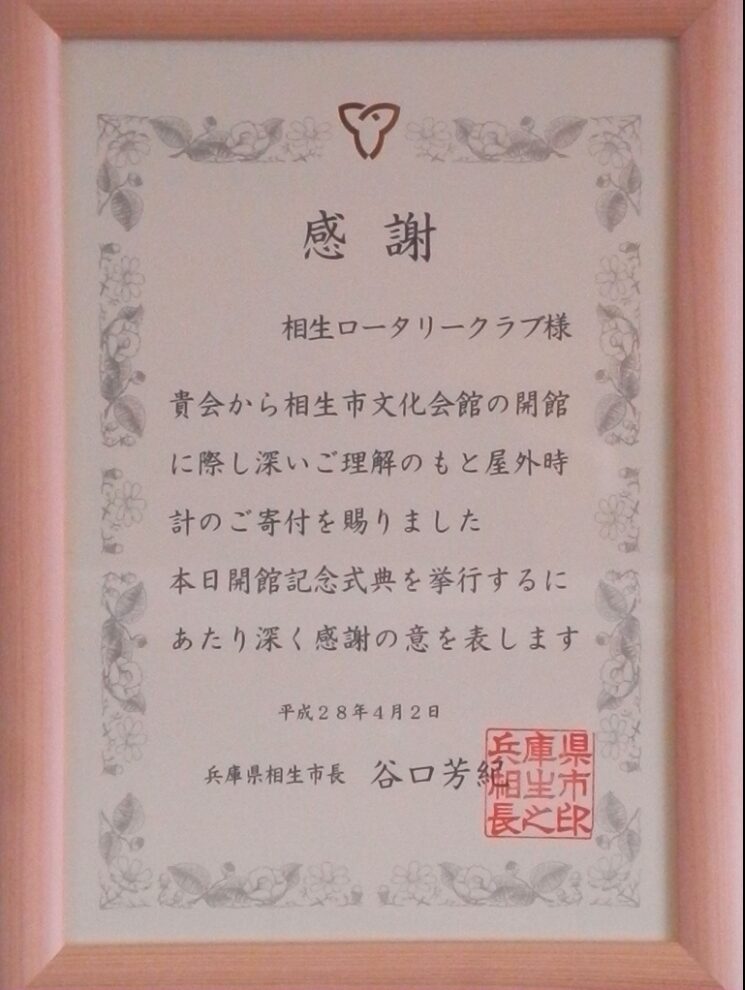 感謝
相生ロータリークラブ様
貴会から相生市文化会館の開館
に際し深いご理解のもと屋外時
計のご寄付を賜りました
本日開館記念式典を挙行するに
あたり深く感謝の意を表します
平成28年4月2日
兵庫県相生市長 谷口芳紀
兵庫県
相生市
長之印